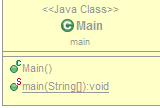 <<Java Class>>
C Main
main
C Main()
S main(String[]):void